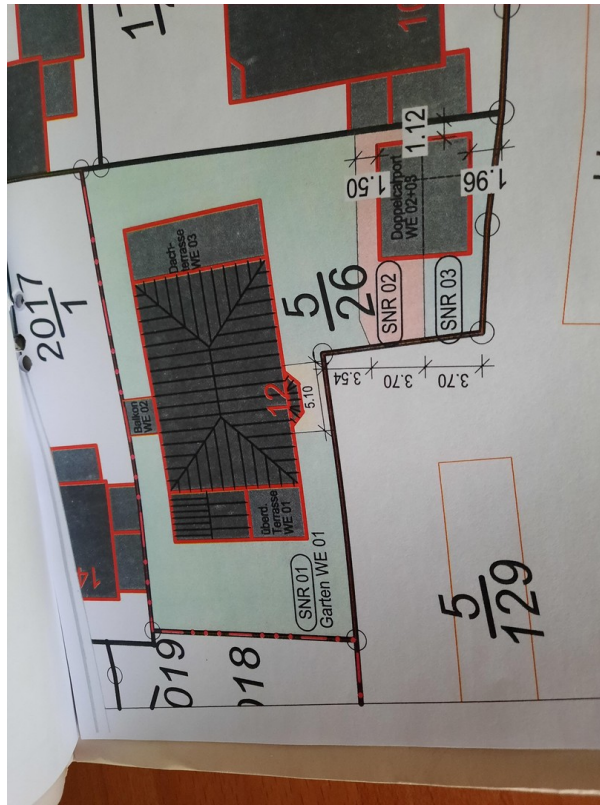 2017
1
10
14
Balkon
WE 02
Dach-
terrasse
WE 03
12
5
26
überd.
Terrasse
WE 01
SNR 01
Garten WE 01
Doppelcarport
WE 02+03
SNR 02
SNR 03
1.50
1.12
1.96
3.54
3.70
3.70
5.10
5
129
019
018